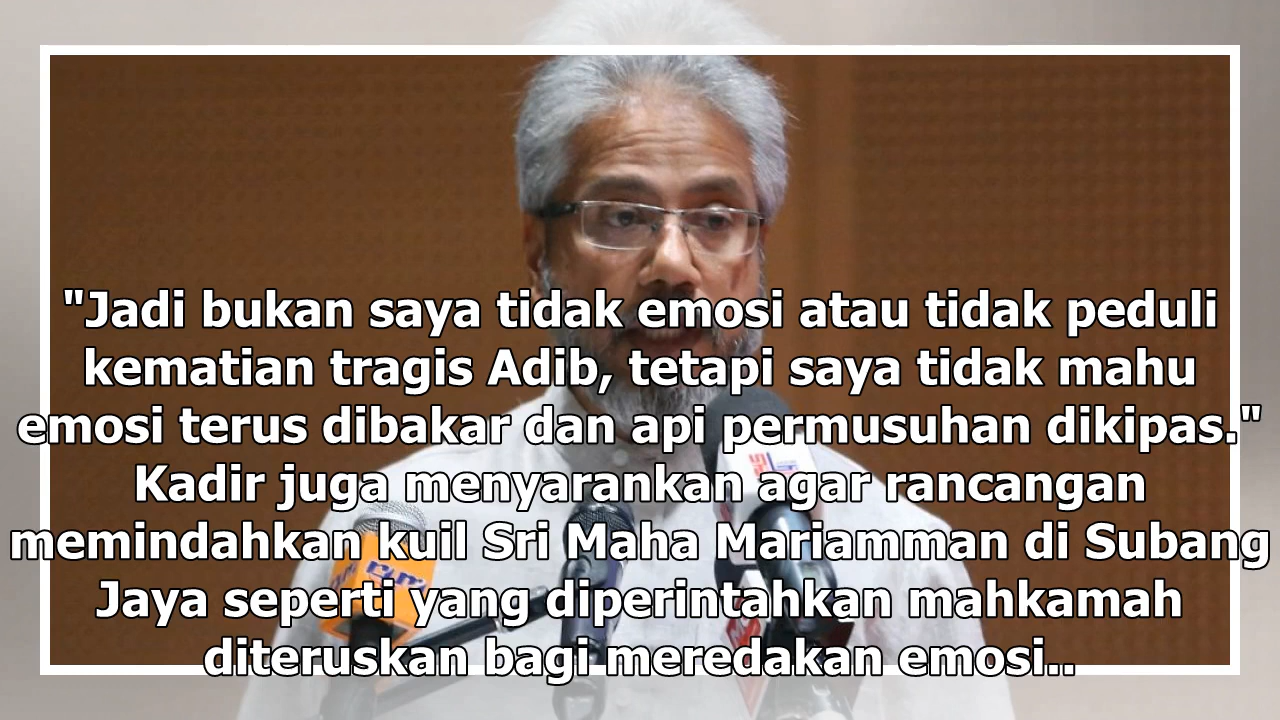 "Jadi bukan saya tidak emosi atau tidak peduli
kematian tragis Adib, tetapi saya tidak mahu
emosi terus dibakar dan api permusuhan dikipas."
Kadir juga menyarankan agar rancangan
memindahkan kuil Sri Maha Mariamman di Subang
Jaya seperti yang diperintahkan mahkamah
diteruskan bagi meredakan emosi..